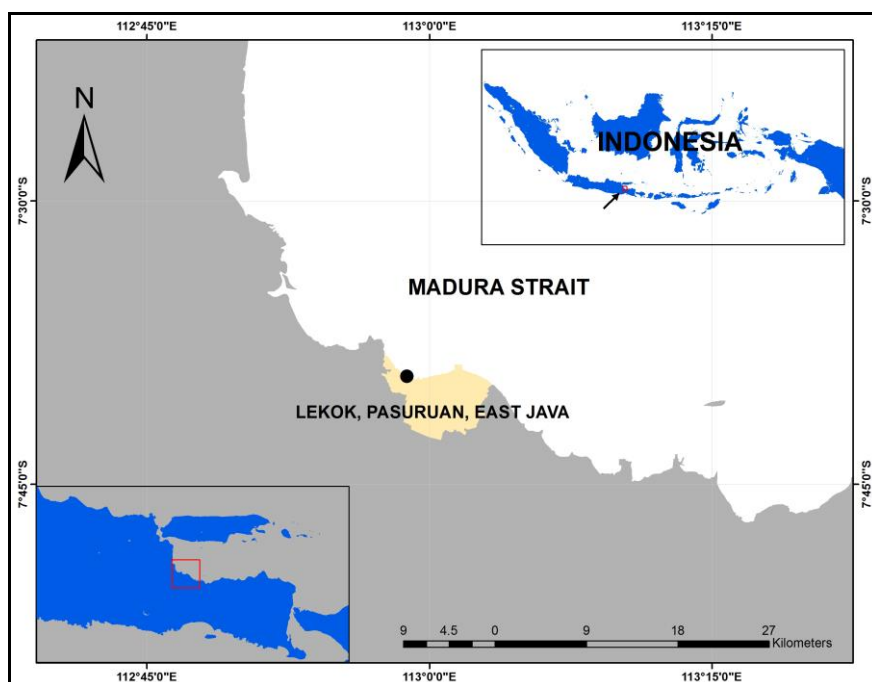 112°45'0"E 113°0'0"E 113°15'0"E
N
INDONESIA
7°30'0"S 7°30'0"S
MADURA STRAIT
LEKOK, PASURUAN, EAST JAVA
7°45'0"S 7°45'0"S
9 4.5 0 9 18 27
Kilometers
112°45'0"E 113°0'0"E 113°15'0"E